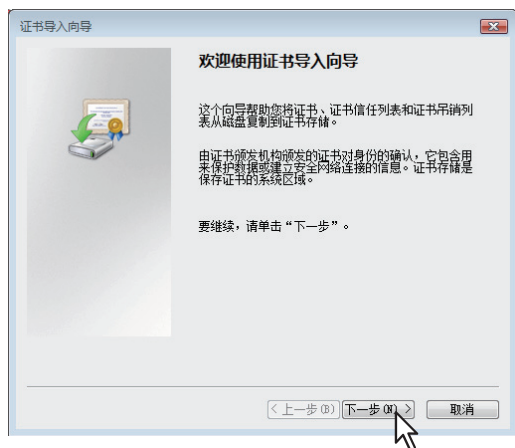 证书导入向导
欢迎使用证书导入向导
这个向导帮助您将证书、证书信任列表和证书吊销列
表从磁盘复制到证书存储。
由证书颁发机构颁发的证书对身份的确认，它包含用
来保护数据或建立安全网络连接的信息。证书存储是
保存证书的系统区域。
要继续，请单击“下一步”。
< 上一步(B) 下一步(N) > 取消